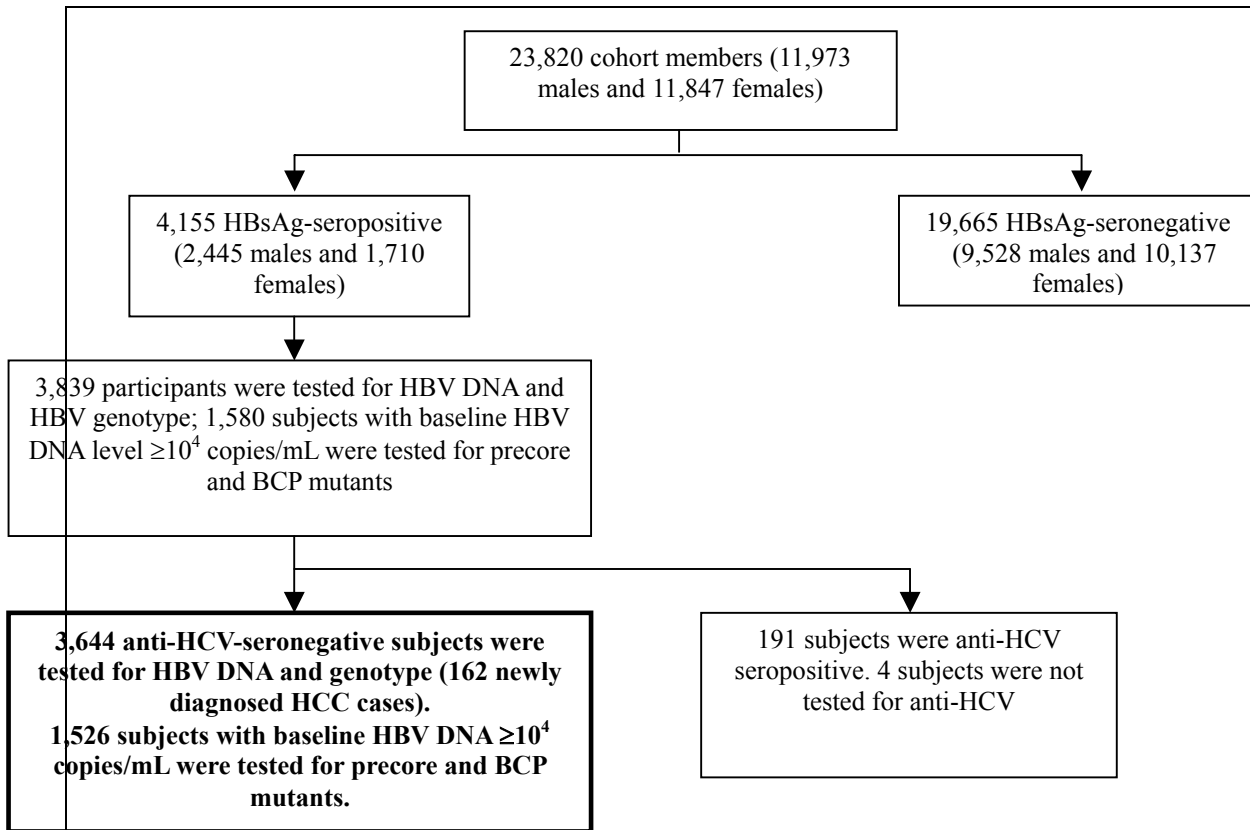 23,820 cohort members (11,973
males and 11,847 females)
4,155 HBsAg-seropositive
(2,445 males and 1,710
females)
19,665 HBsAg-seronegative
(9,528 males and 10,137
females)
3,839 participants were tested for HBV DNA and
HBV genotype; 1,580 subjects with baseline HBV
DNA level ≥10⁴ copies/mL were tested for precore
and BCP mutants
3,644 anti-HCV-seronegative subjects were
tested for HBV DNA and genotype (162 newly
diagnosed HCC cases).
1,526 subjects with baseline HBV DNA ≥10⁴
copies/mL were tested for precore and BCP
mutants.
191 subjects were anti-HCV
seropositive. 4 subjects were not
tested for anti-HCV